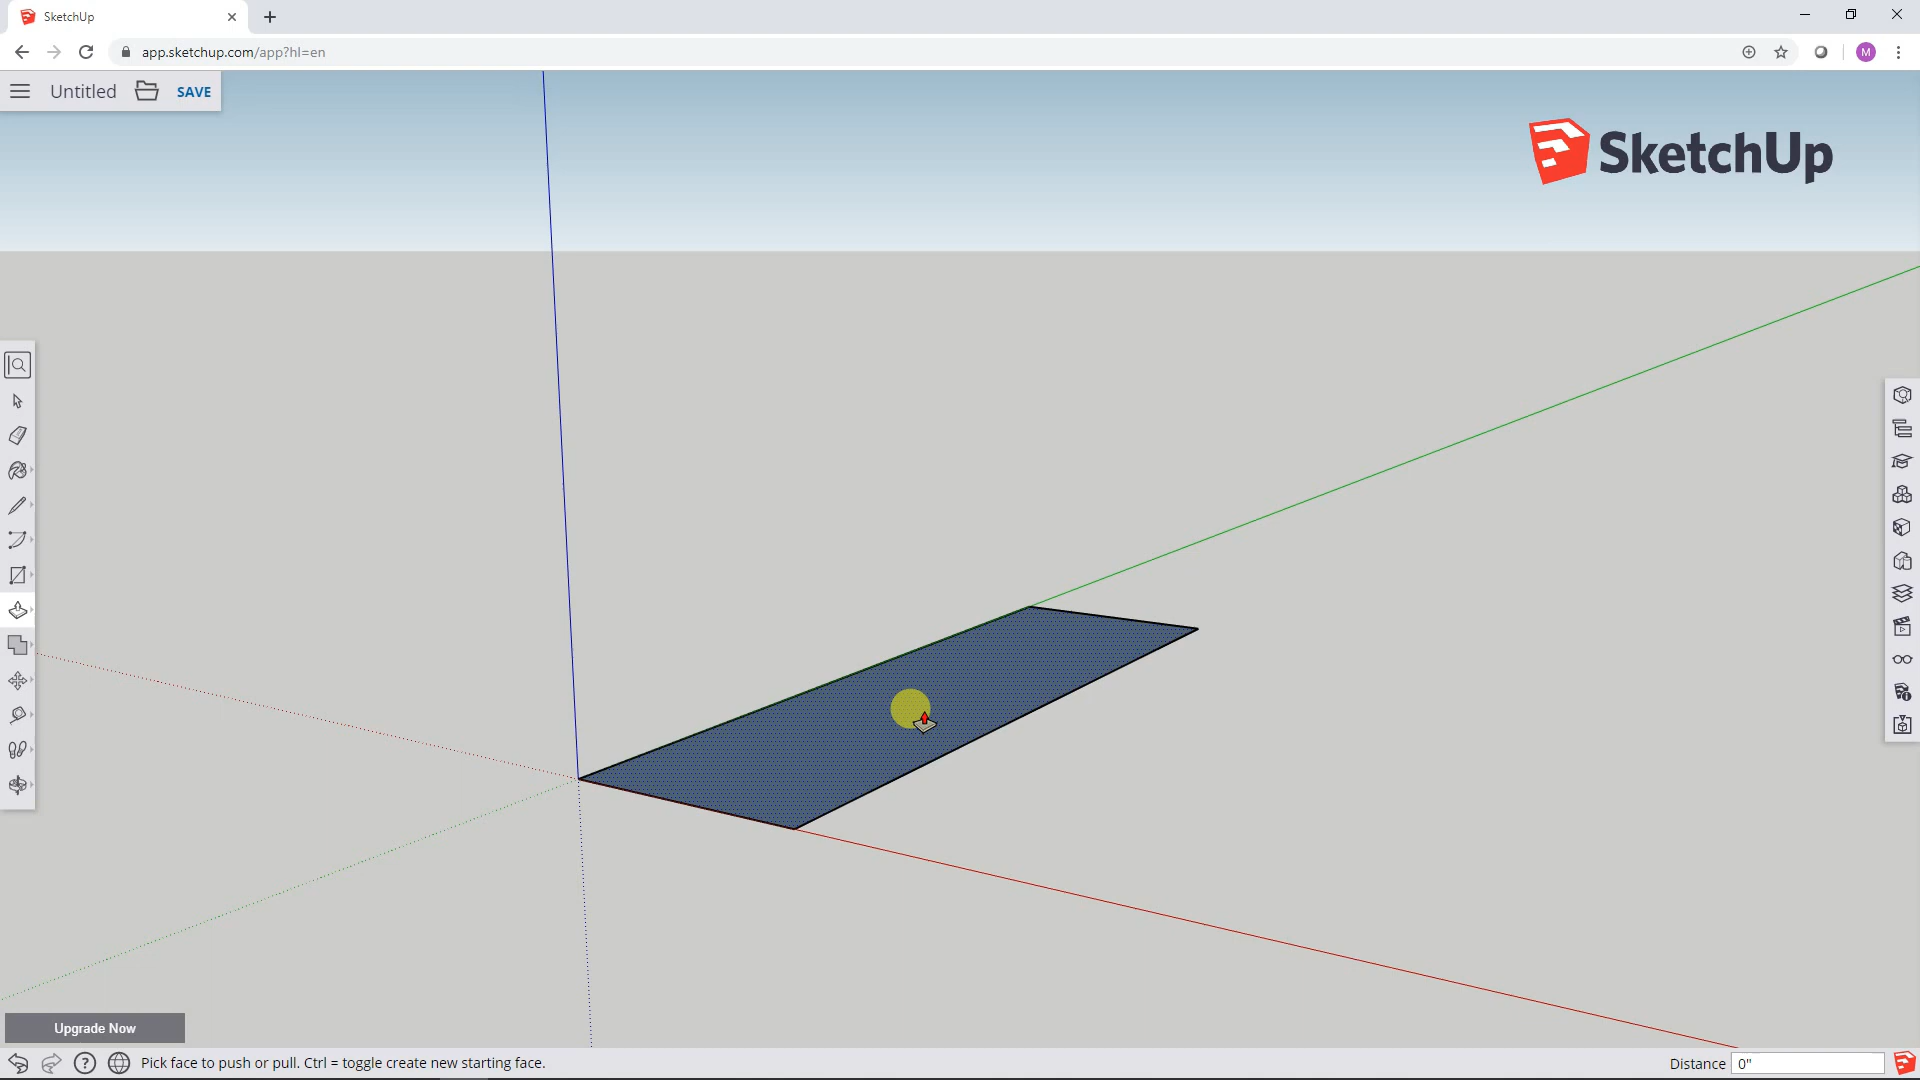 SketchUp
app.sketchup.com/app?hl=en
M
Untitled
SAVE
SketchUp
Upgrade Now
?
Pick face to push or pull. Ctrl = toggle create new starting face.
Distance 0"